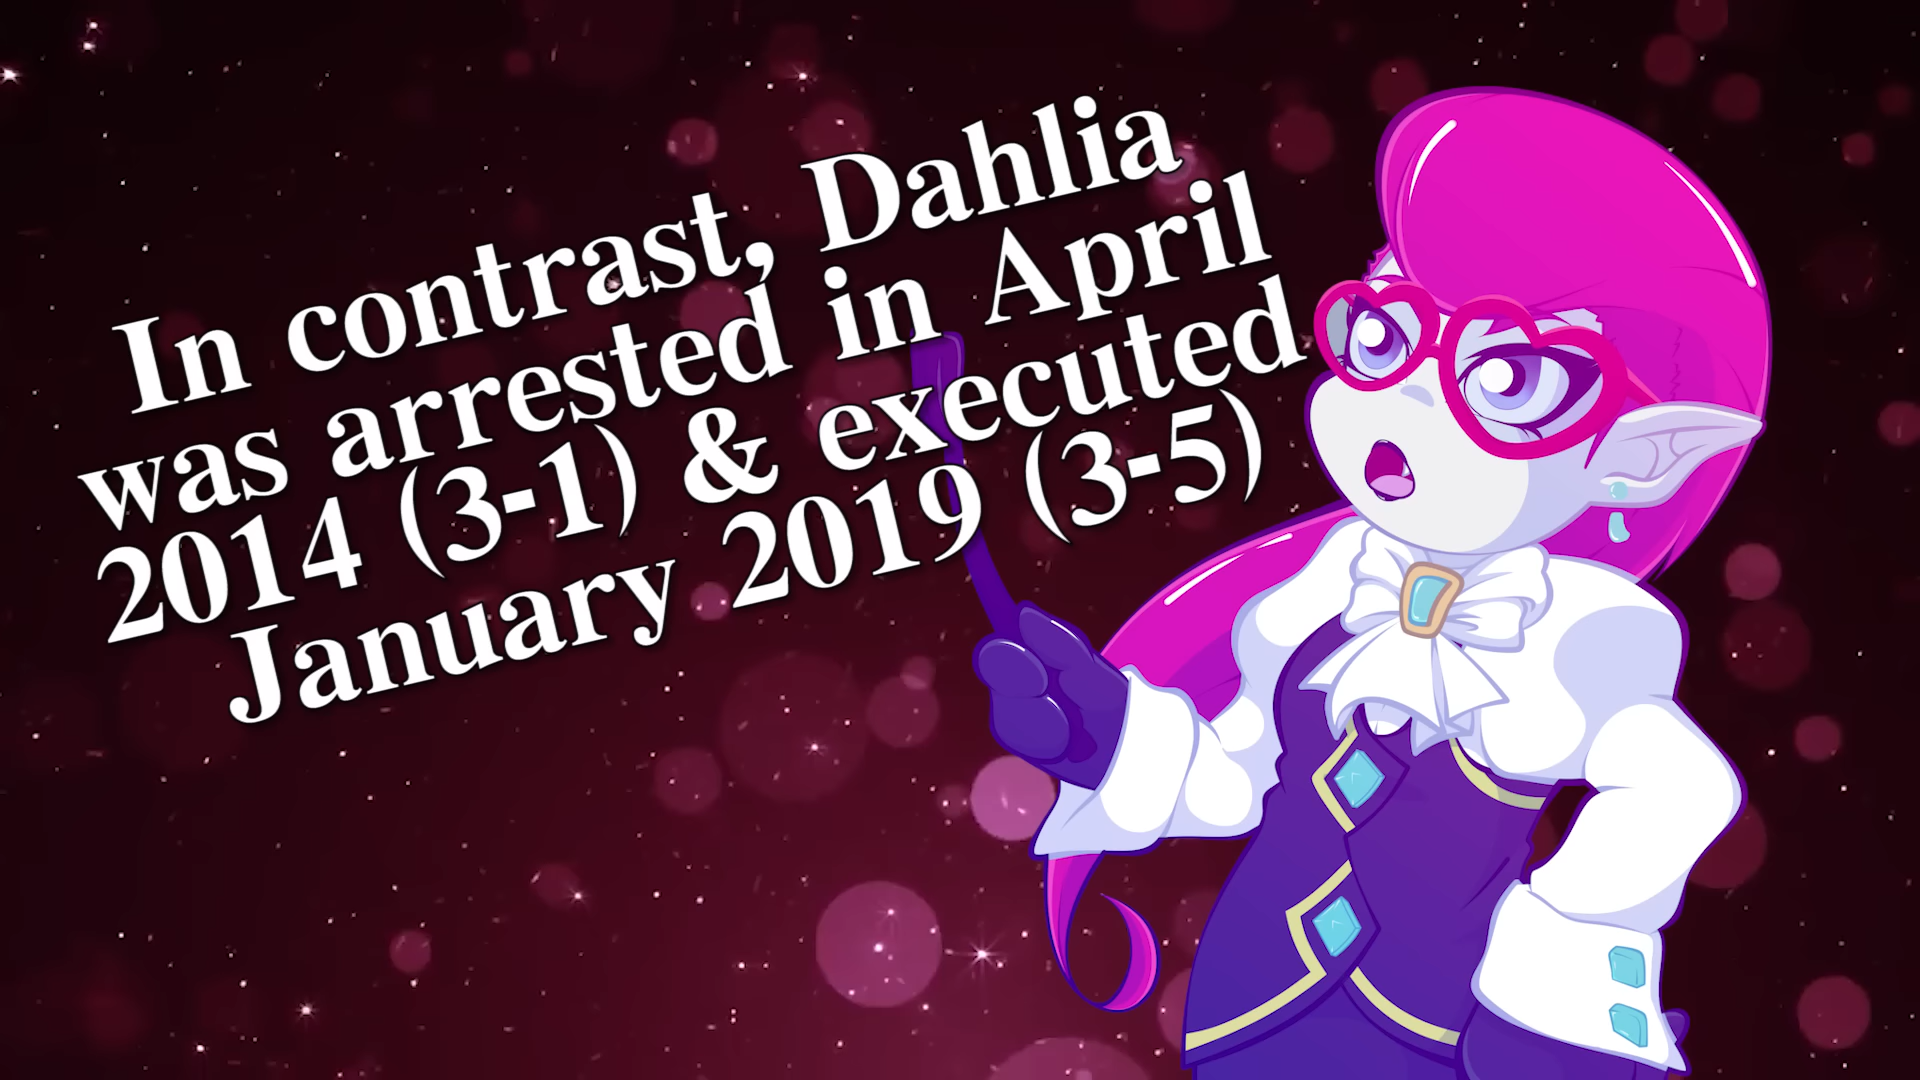 In contrast, Dahlia
was arrested in April
2014 (3-1) & executed
January 2019 (3-5)